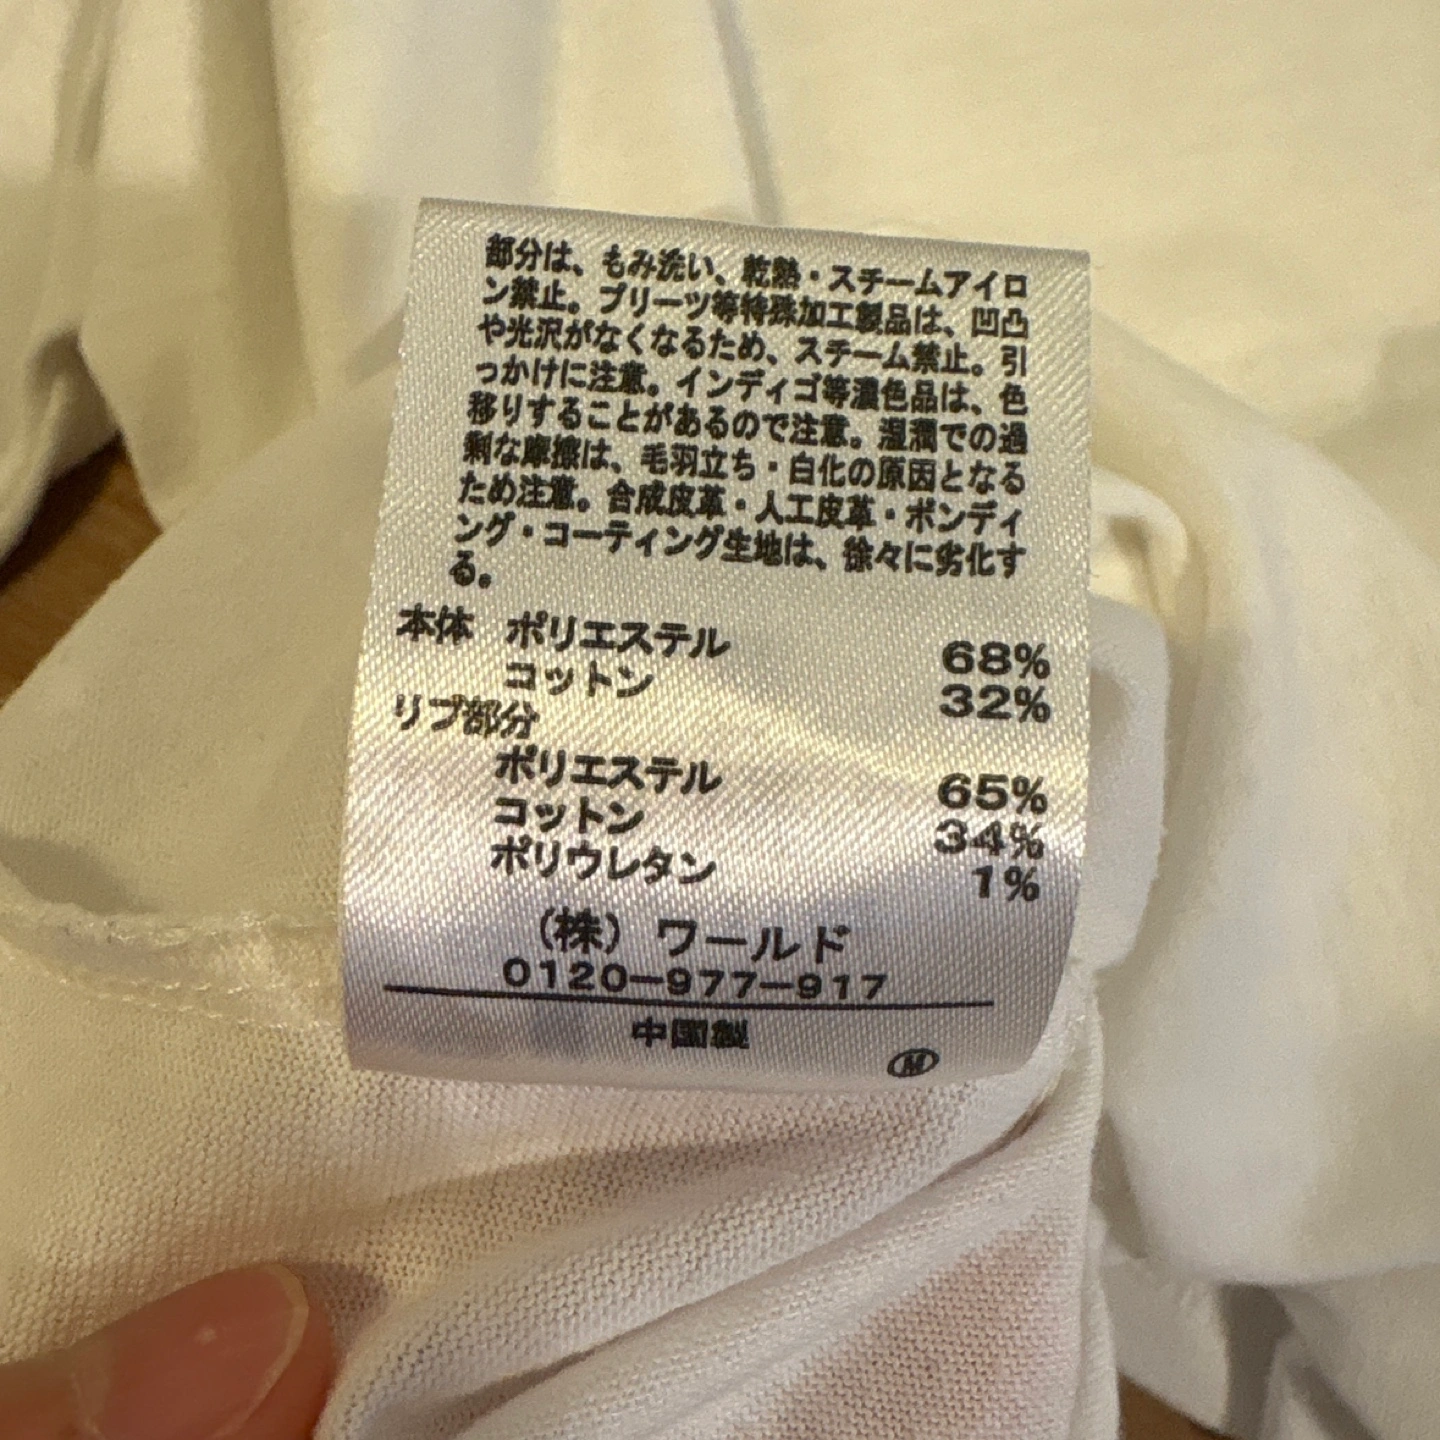 部分は、もみ洗い、乾熱・スチームアイロ
ン禁止。プリーツ等特殊加工製品は、凹凸
や光沢がなくなるため、スチーム禁止。引
っかけに注意。インディゴ等濃色品は、色
移りすることがあるので注意。湿潤での過
剰な摩擦は、毛羽立ち・白化の原因となる
ため注意。合成皮革・人工皮革・ボンディ
ング・コーティング生地は、徐々に劣化す
る。
本体 ポリエステル 68%
コットン 32%
リブ部分
ポリエステル 65%
コットン 34%
ポリウレタン 1%
(株) ワールド
0120-977-917
中国製
M